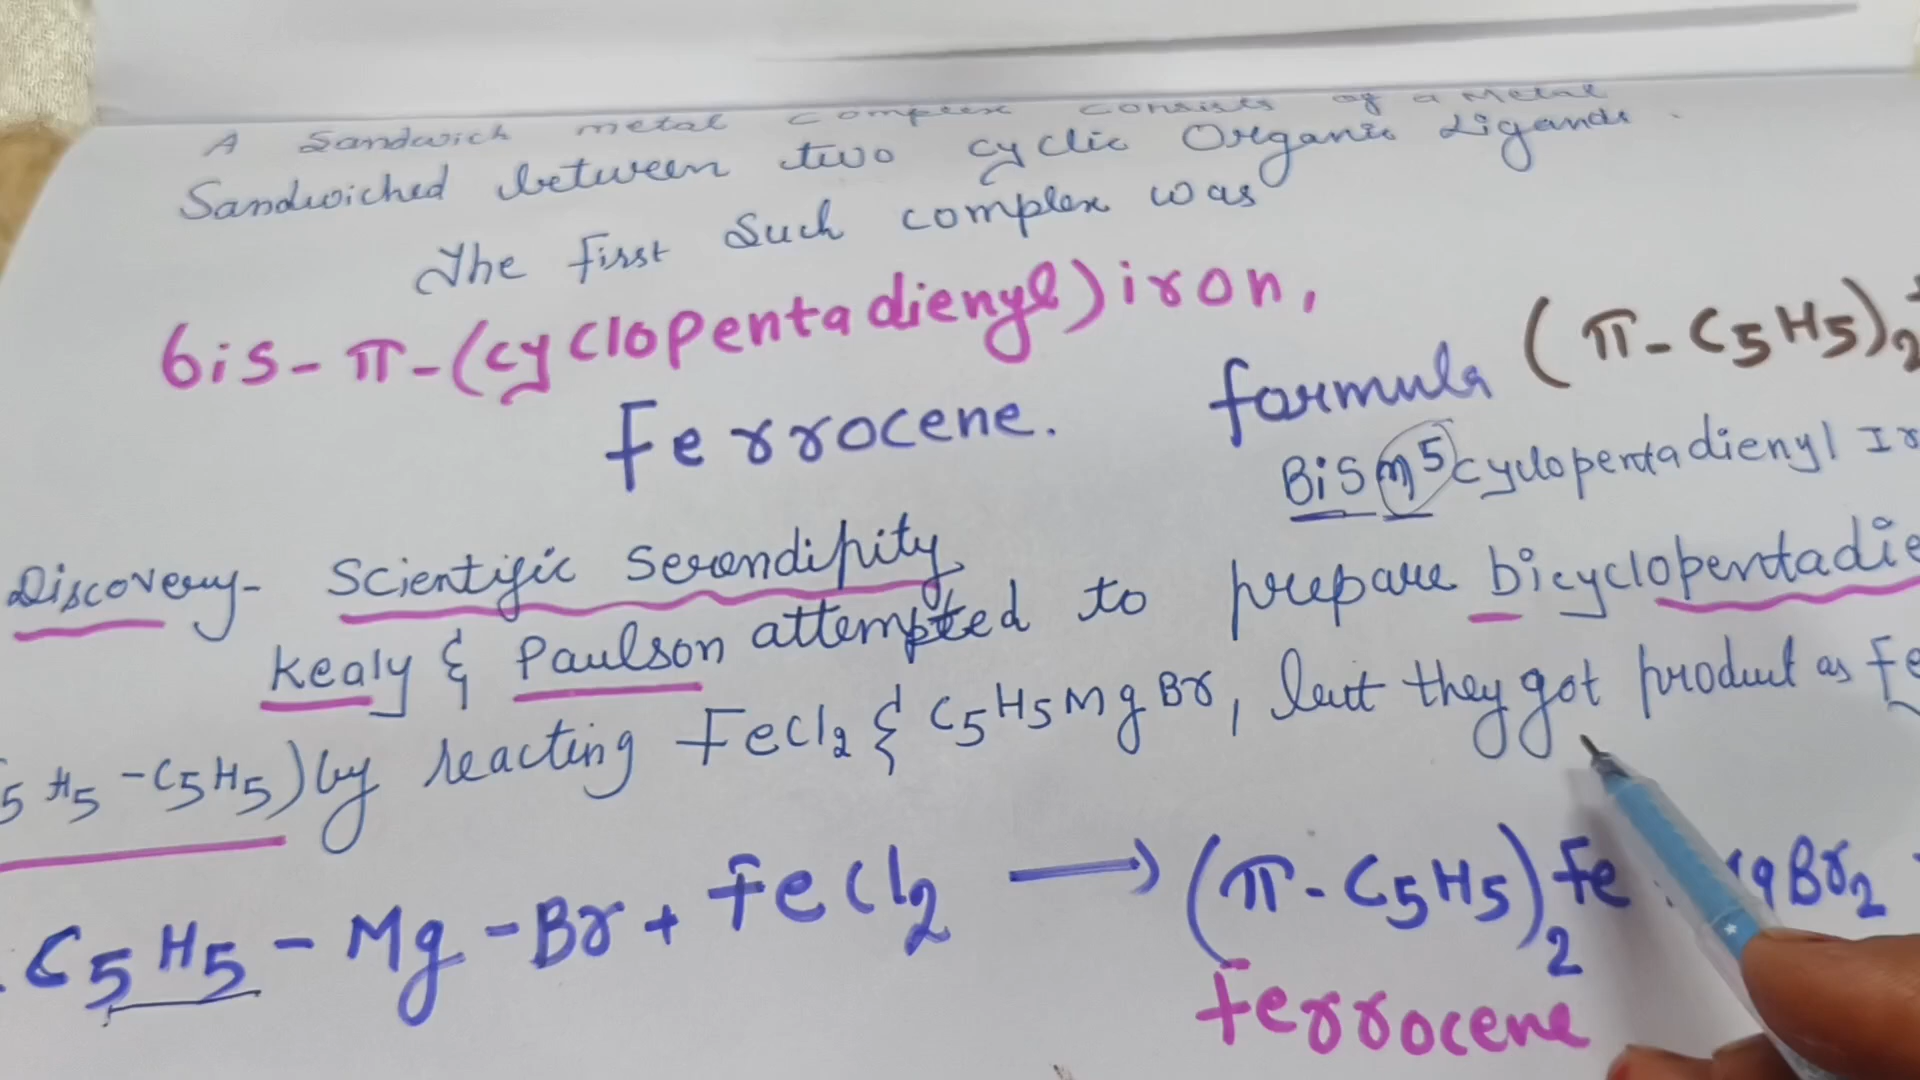 A Sandwich metal complex consists of a Metal
Sandwiched between two cyclic Organic Ligands.
The First Such complex was
bis-π-(cyclopentadienyl)iron,
Ferrocene. formula (π-C5H5)2
Bis η5 cyclopentadienyl Ir
Discovery- Scientific Serendipity
Kealy & Paulson attempted to prepare bicyclopentadie
5H5-C5H5) by reacting FeCl2 & C5H5MgBr, but they got product as Fe
C5H5-Mg-Br + FeCl2 → (π-C5H5)2Fe gBr2
Ferrocene